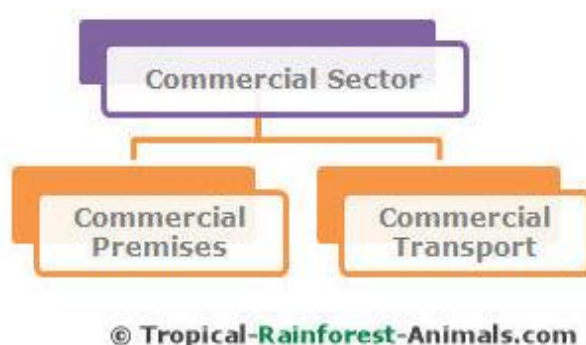 Commercial Sector
Commercial
Premises
Commercial
Transport
© Tropical-Rainforest-Animals.com